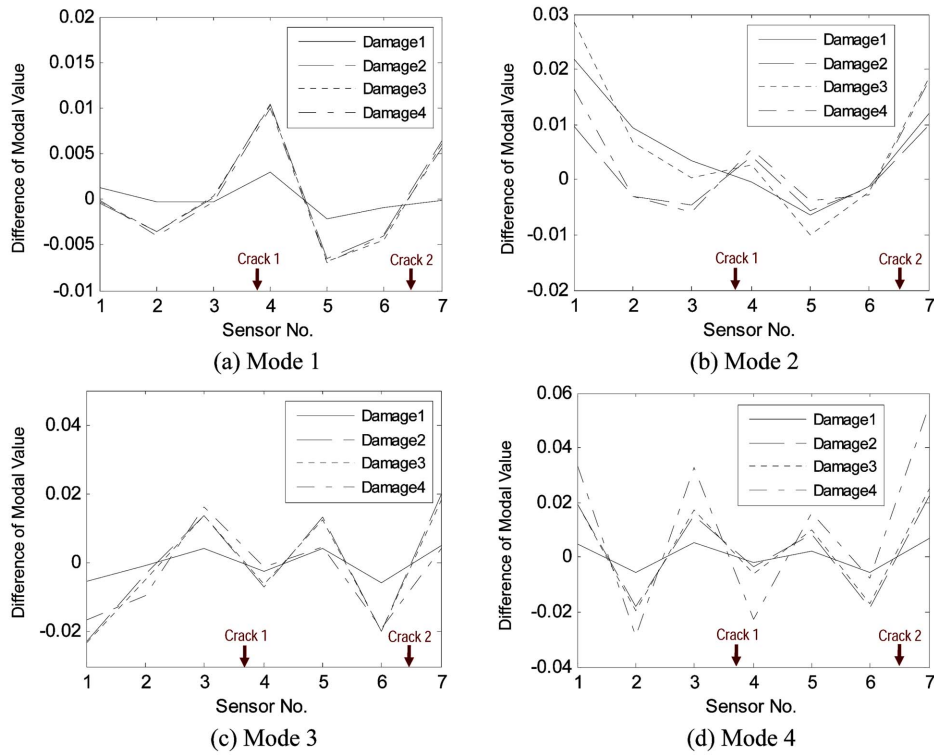 0.02
0.015
0.01
0.005
0
-0.005
-0.01
Difference of Modal Value
Damage1
Damage2
Damage3
Damage4
Crack 1
Crack 2
1 2 3 4 5 6 7
Sensor No.
(a) Mode 1
0.03
0.02
0.01
0
-0.01
-0.02
Difference of Modal Value
Damage1
Damage2
Damage3
Damage4
Crack 1
Crack 2
1 2 3 4 5 6 7
Sensor No.
(b) Mode 2
0.04
0.02
0
-0.02
Difference of Modal Value
Damage1
Damage2
Damage3
Damage4
Crack 1
Crack 2
1 2 3 4 5 6 7
Sensor No.
(c) Mode 3
0.06
0.04
0.02
0
-0.02
-0.04
Difference of Modal Value
Damage1
Damage2
Damage3
Damage4
Crack 1
Crack 2
1 2 3 4 5 6 7
Sensor No.
(d) Mode 4